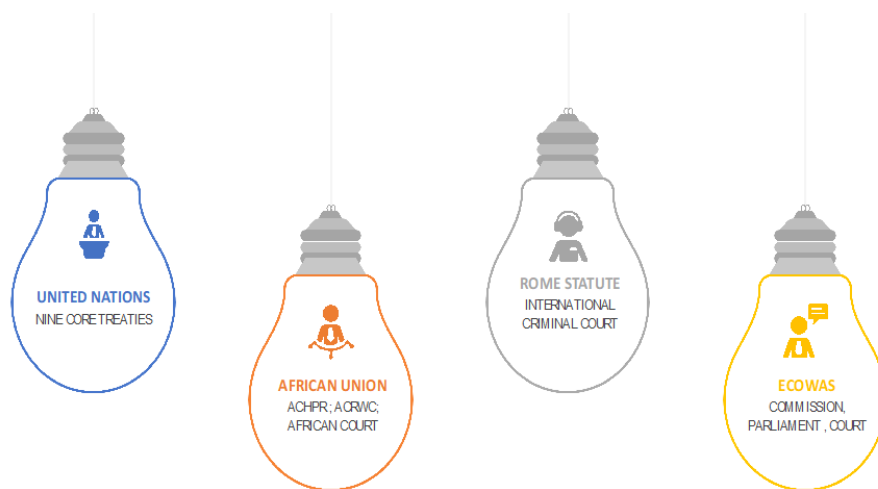 UNITED NATIONS
NINE CORE TREATIES
AFRICAN UNION
ACHPR; ACRWC;
AFRICAN COURT
ROME STATUTE
INTERNATIONAL
CRIMINAL COURT
ECOWAS
COMMISSION,
PARLIAMENT , COURT